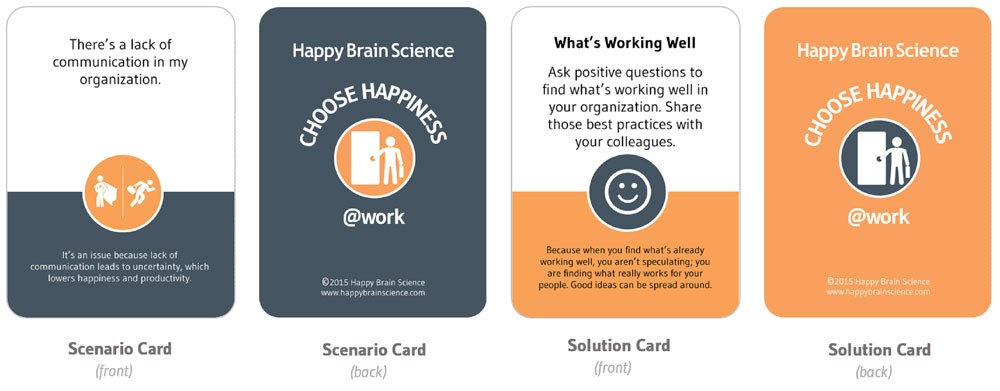 There's a lack of
communication in my
organization.
It's an issue because lack of
communication leads to uncertainty, which
lowers happiness and productivity.
Scenario Card
(front)
Happy Brain Science
CHOOSE HAPPINESS
@work
©2015 Happy Brain Science
www.happybrainscience.com
Scenario Card
(back)
What's Working Well
Ask positive questions to
find what's working well in
your organization. Share
those best practices with
your colleagues.
Because when you find what's already
working well, you aren't speculating; you
are finding what really works for your
people. Good ideas can be spread around.
Solution Card
(front)
Happy Brain Science
CHOOSE HAPPINESS
@work
©2015 Happy Brain Science
www.happybrainscience.com
Solution Card
(back)